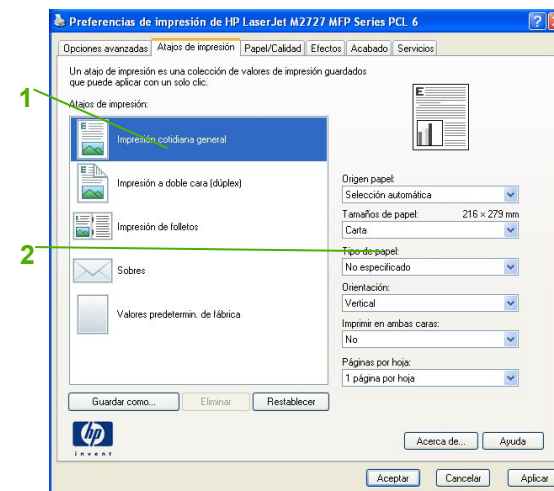 Preferencias de impresión de HP LaserJet M2727 MFP Series PCL 6
Opciones avanzadas Atajos de impresión Papel/Calidad Efectos Acabado Servicios
Un atajo de impresión es una colección de valores de impresión guardados
que puede aplicar con un solo clic.
1
Atajos de impresión:
E
Impresión cotidiana general
Impresión a doble cara (dúplex)
Impresión de folletos
2
Sobres
Valores predetermin. de fábrica
Origen papel:
Selección automática
Tamaños de papel: 216 × 279 mm
Carta
Tipo de papel:
No especificado
Orientación:
Vertical
Imprimir en ambas caras:
No
Páginas por hoja:
1 página por hoja
Guardar como... Eliminar Restablecer
hp
invent
Acerca de... Ayuda
Aceptar Cancelar Aplicar